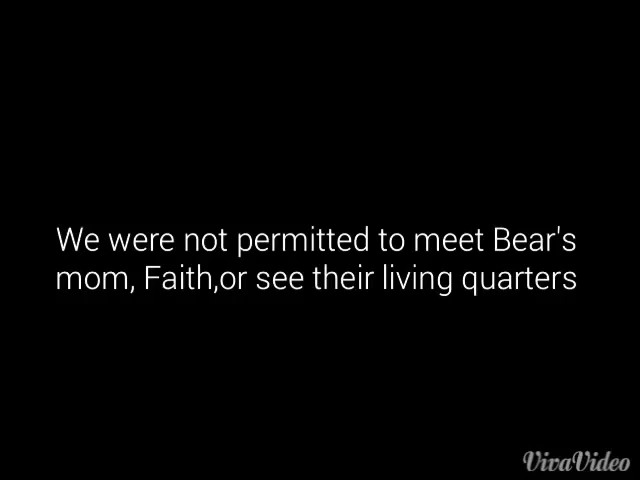 We were not permitted to meet Bear's
mom, Faith,or see their living quarters
VivaVideo